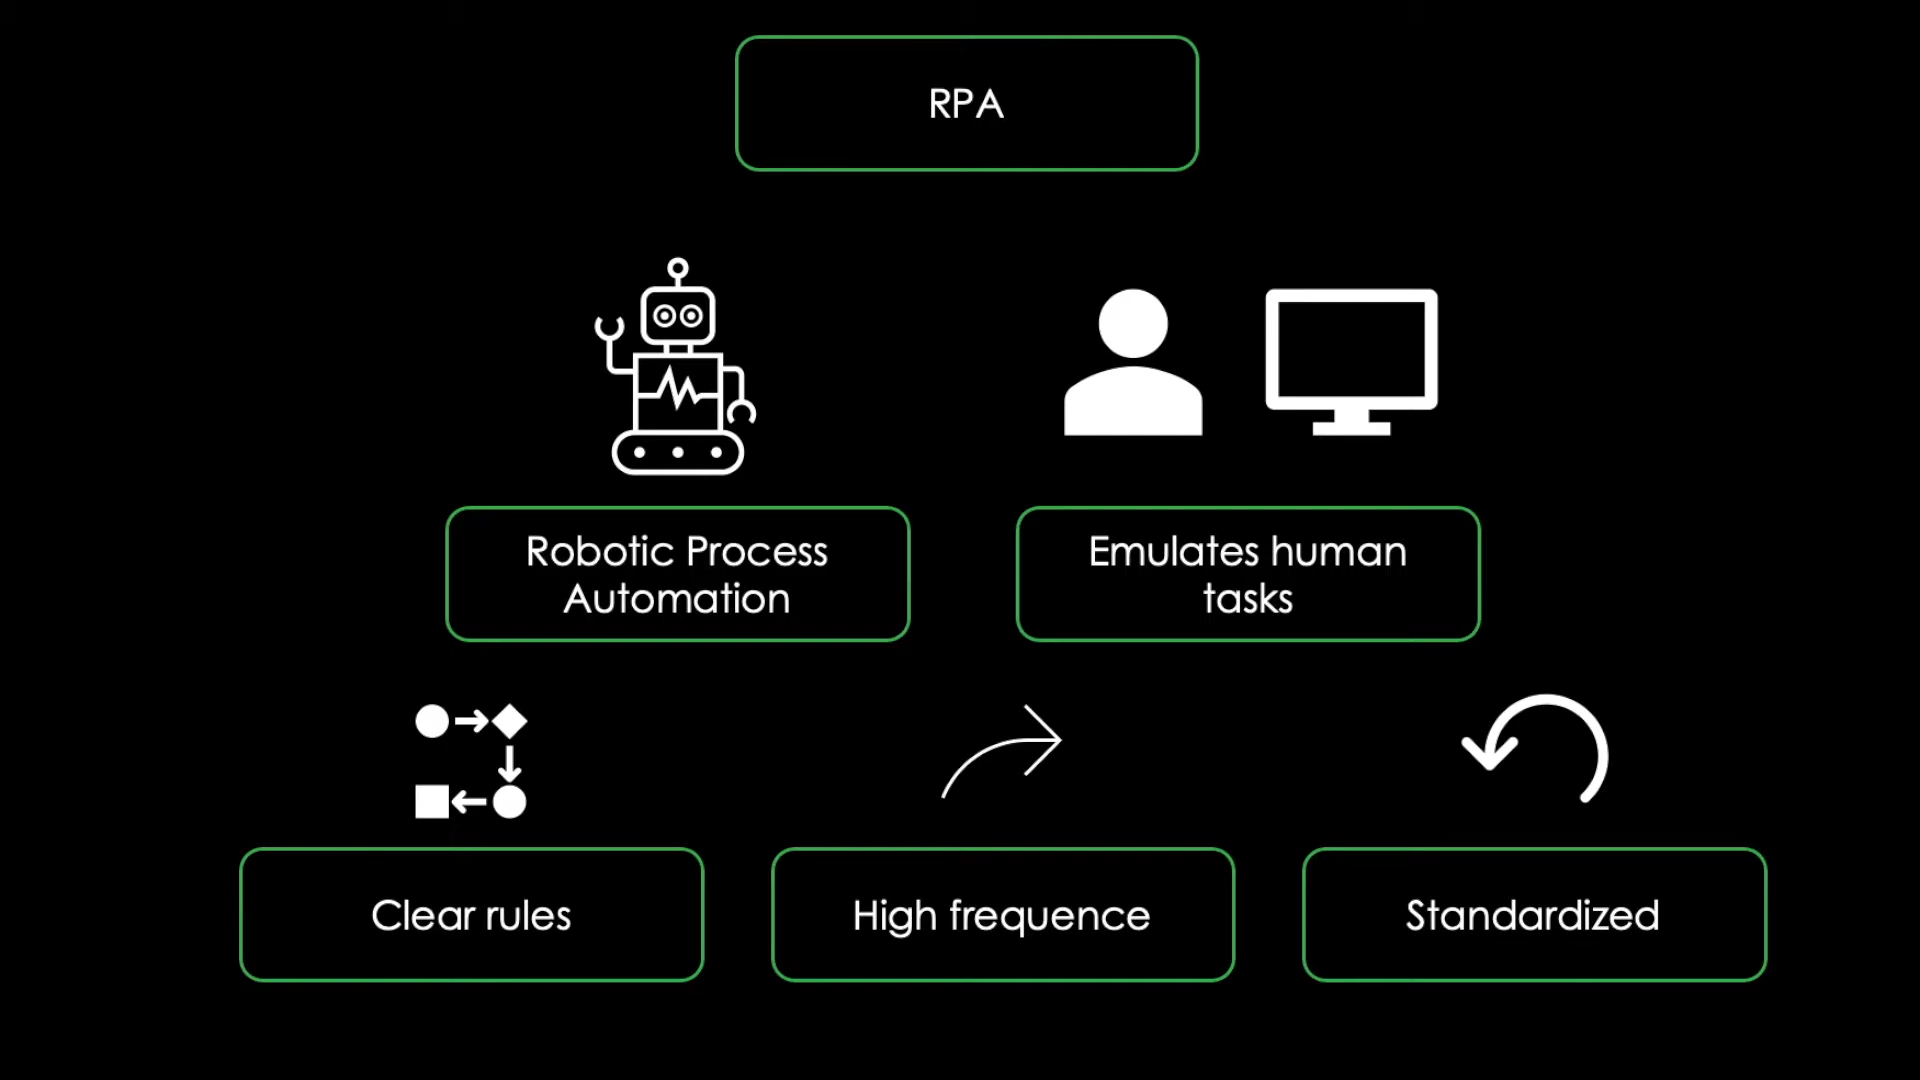 RPA
Robotic Process
Automation
Emulates human
tasks
Clear rules
High frequence
Standardized